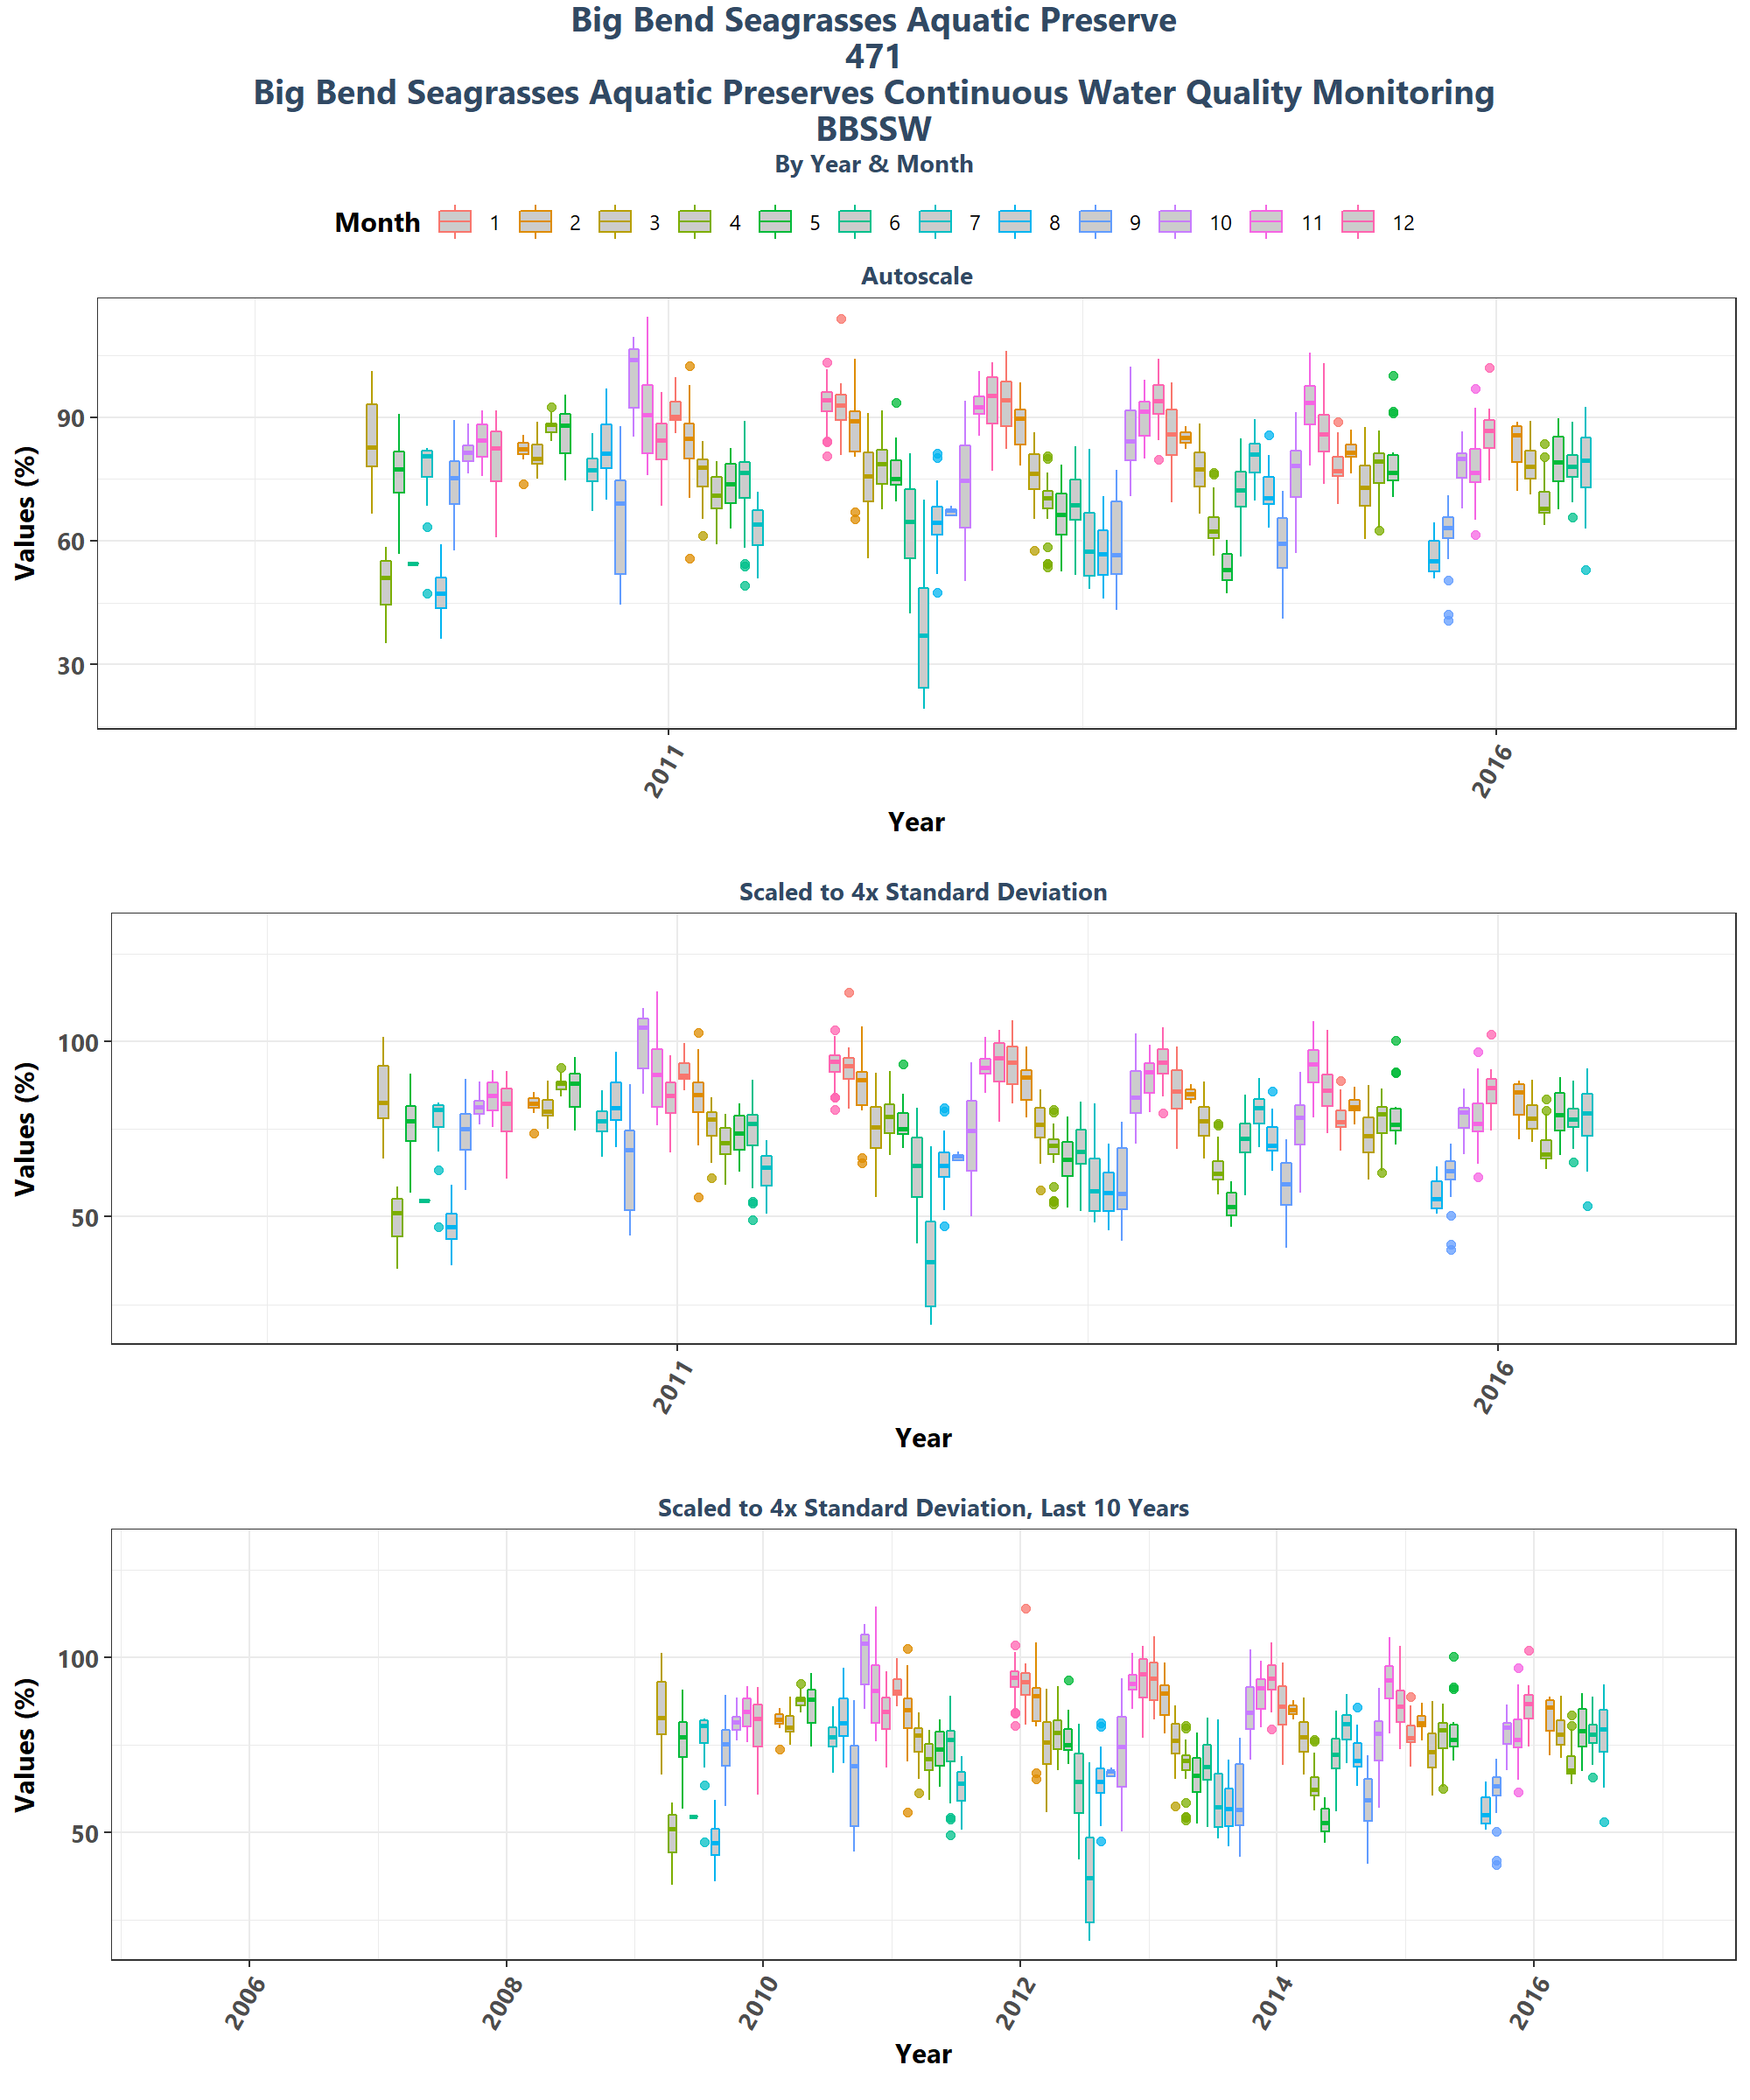 Big Bend Seagrasses Aquatic Preserve
471
Big Bend Seagrasses Aquatic Preserves Continuous Water Quality Monitoring
BBSSW
By Year & Month
Month 1 2 3 4 5 6 7 8 9 10 11 12
Autoscale
Values (%)
90
60
30
2011 2016
Year
Scaled to 4x Standard Deviation
Values (%)
100
50
2011 2016
Year
Scaled to 4x Standard Deviation, Last 10 Years
Values (%)
100
50
2006 2008 2010 2012 2014 2016
Year